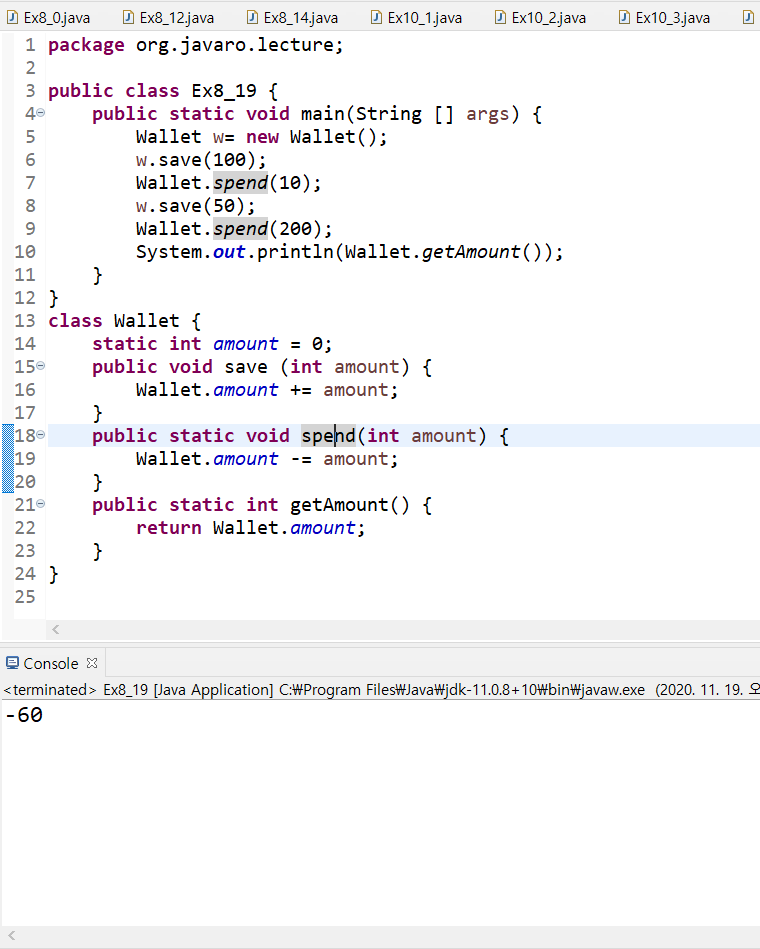 Ex8_0.java Ex8_12.java Ex8_14.java Ex10_1.java Ex10_2.java Ex10_3.java
1 package org.javaro.lecture;
2
3 public class Ex8_19 {
4 public static void main(String [] args) {
5 Wallet w= new Wallet();
6 w.save(100);
7 Wallet.spend(10);
8 w.save(50);
9 Wallet.spend(200);
10 System.out.println(Wallet.getAmount());
11 }
12 }
13 class Wallet {
14 static int amount = 0;
15 public void save (int amount) {
16 Wallet.amount += amount;
17 }
18 public static void spend(int amount) {
19 Wallet.amount -= amount;
20 }
21 public static int getAmount() {
22 return Wallet.amount;
23 }
24 }
25
Console
<terminated> Ex8_19 [Java Application] C:₩Program Files₩Java₩jdk-11.0.8+10₩bin₩javaw.exe (2020. 11. 19.
-60